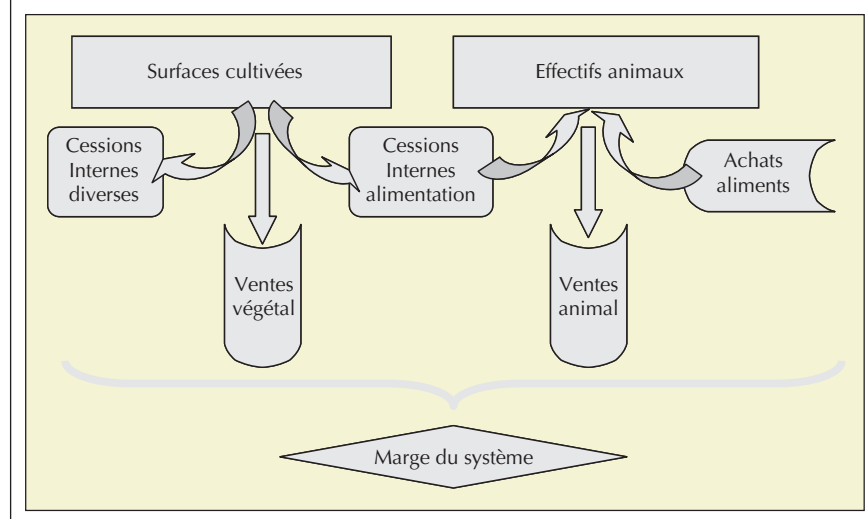 Surfaces cultivées
Effectifs animaux
Cessions
Internes
diverses
Cessions
Internes
alimentation
Achats
aliments
Ventes
végétal
Ventes
animal
Marge du système